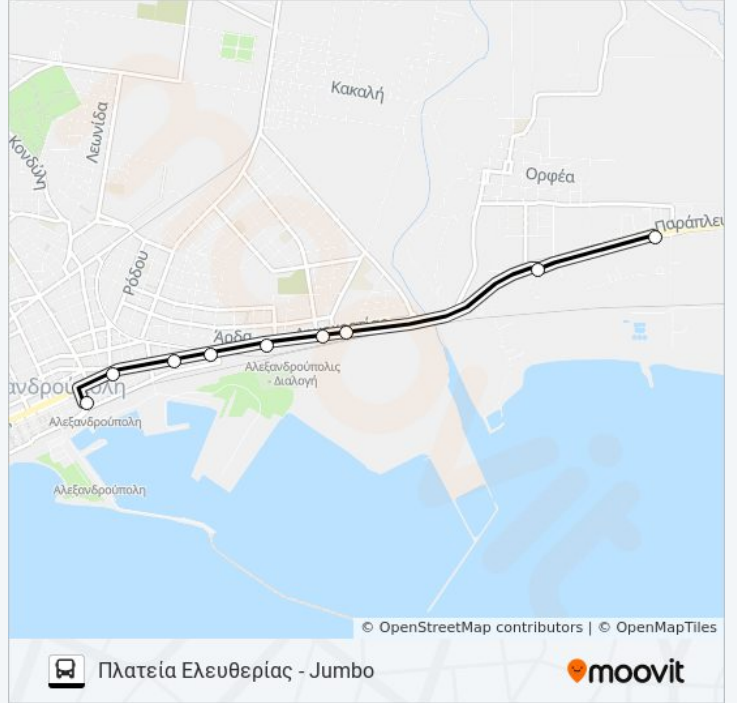 Κακαλή
Λεωνίδα
Κονδύλη
Ορφέα
Παράπλευ
Ρόδου
Άρδα
Αλεξανδρούπολις
- Διαλογή
ανδρούπολη
Αλεξανδρούπολη
Αλεξανδρούπολη
© OpenStreetMap contributors | © OpenMapTiles
Πλατεία Ελευθερίας - Jumbo
moovit